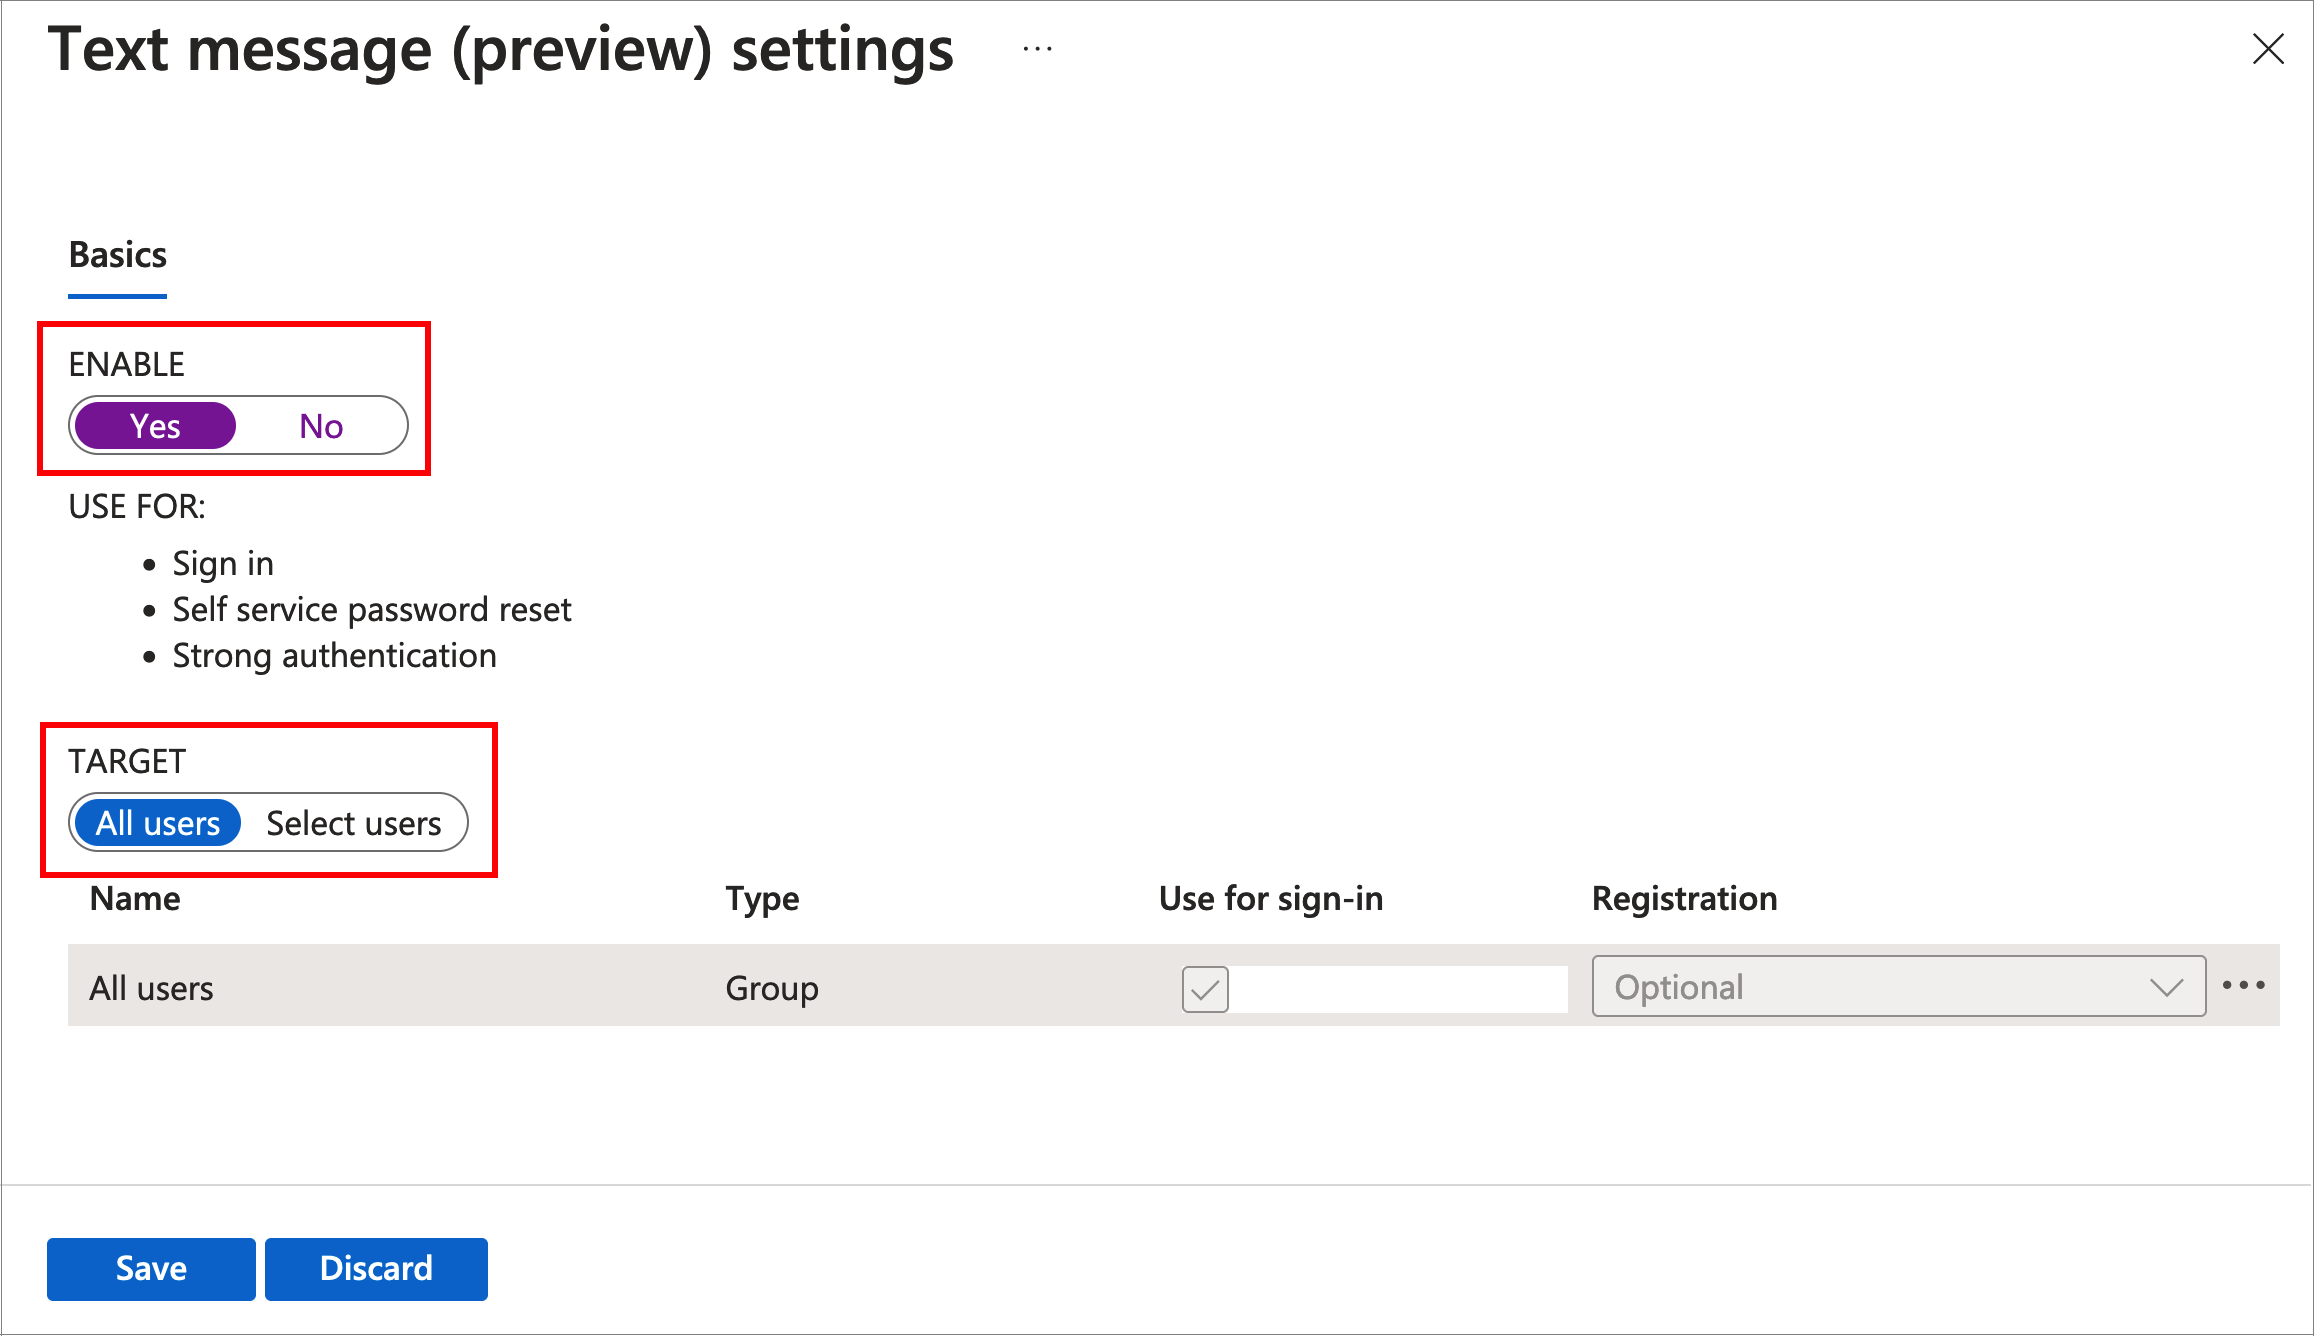 Text message (preview) settings ...
Basics
ENABLE
Yes No
USE FOR:
• Sign in
• Self service password reset
• Strong authentication
TARGET
All users Select users
Name Type Use for sign-in Registration
All users Group Optional ...
Save Discard